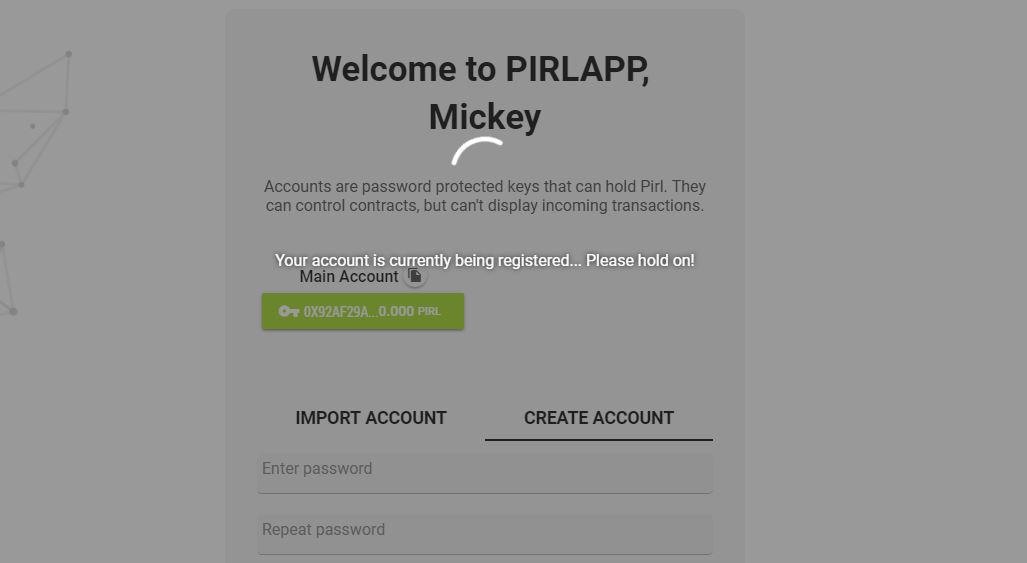 Welcome to PIRLAPP,
Mickey
Accounts are password protected keys that can hold Pirl. They
can control contracts, but can't display incoming transactions.
Your account is currently being registered... Please hold on!
Main Account
0X92AF29A...0.000 PIRL
IMPORT ACCOUNT
CREATE ACCOUNT
Enter password
Repeat password